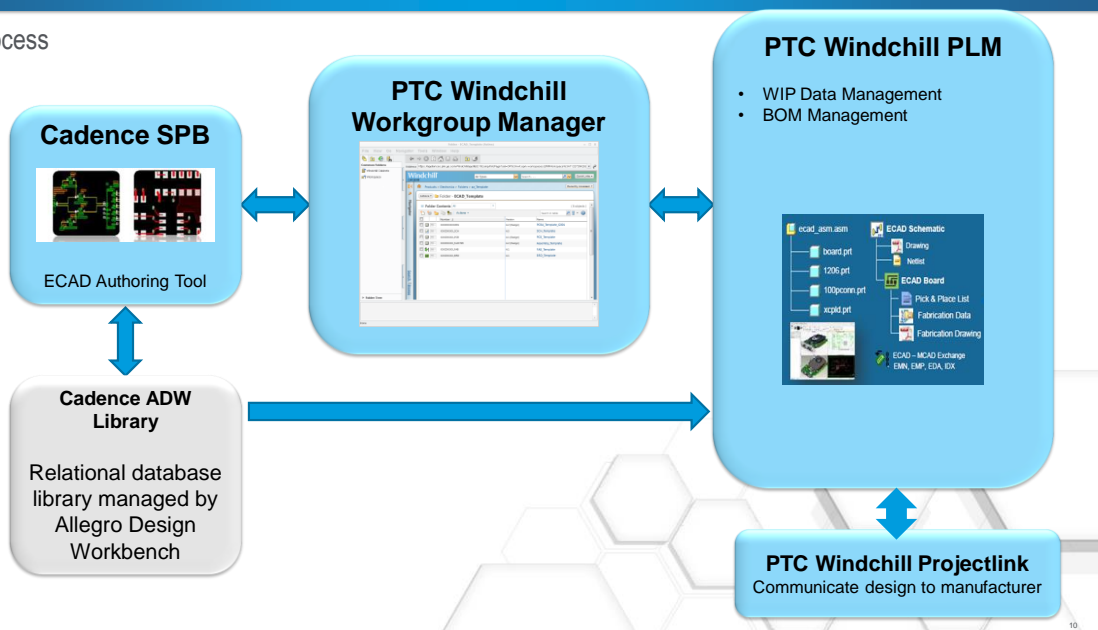 ocess
Cadence SPB
ECAD Authoring Tool
Cadence ADW
Library
Relational database
library managed by
Allegro Design
Workbench
PTC Windchill
Workgroup Manager
Windchill
PTC Windchill PLM
• WIP Data Management
• BOM Management
ecad_asm.asm
board.prt
1206.prt
100pconn.prt
xcpld.prt
ECAD Schematic
Drawing
Netlist
ECAD Board
Pick & Place List
Fabrication Data
Fabrication Drawing
ECAD – MCAD Exchange
EMN, EMP, EDA, IDX
PTC Windchill Projectlink
Communicate design to manufacturer
10